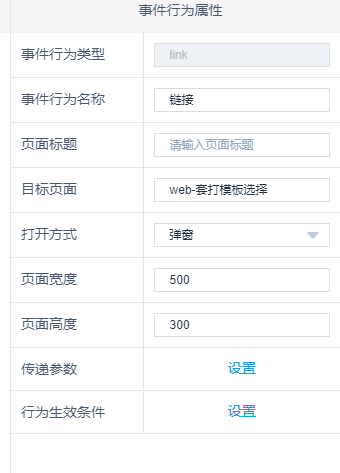 事件行为属性
事件行为类型 link
事件行为名称 链接
页面标题 请输入页面标题
目标页面 web-套打模板选择
打开方式 弹窗
页面宽度 500
页面高度 300
传递参数 设置
行为生效条件 设置